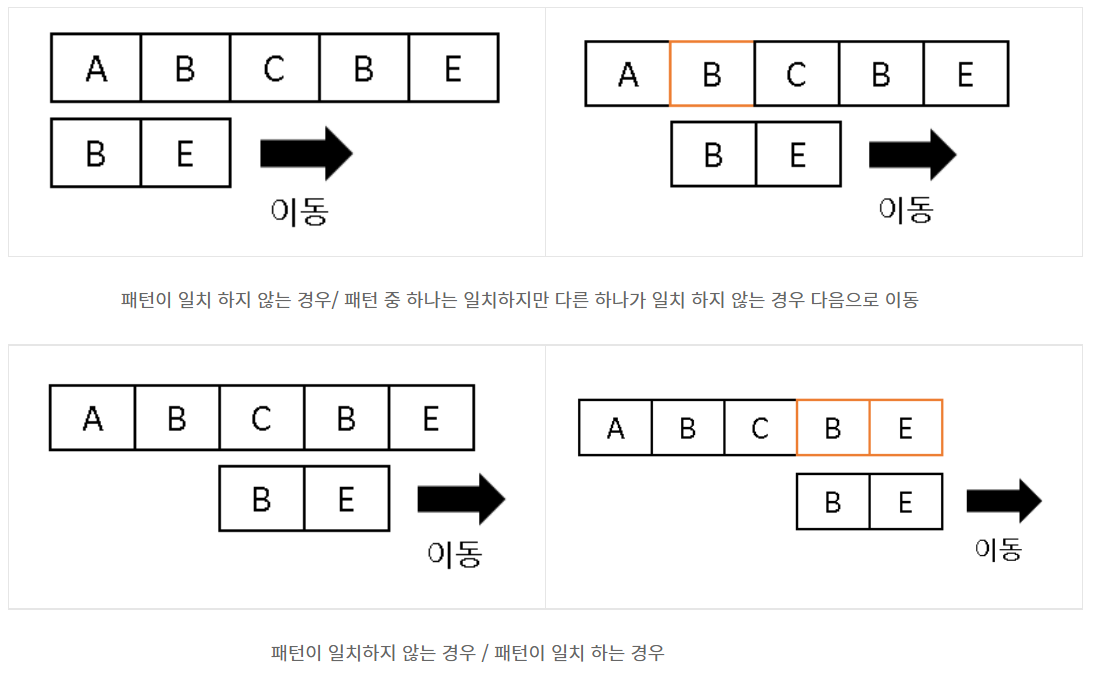 A B C B E
B E
이동
A B C B E
B E
이동
패턴이 일치 하지 않는 경우/ 패턴 중 하나는 일치하지만 다른 하나가 일치 하지 않는 경우 다음으로 이동
A B C B E
B E
이동
A B C B E
B E
이동
패턴이 일치하지 않는 경우 / 패턴이 일치 하는 경우